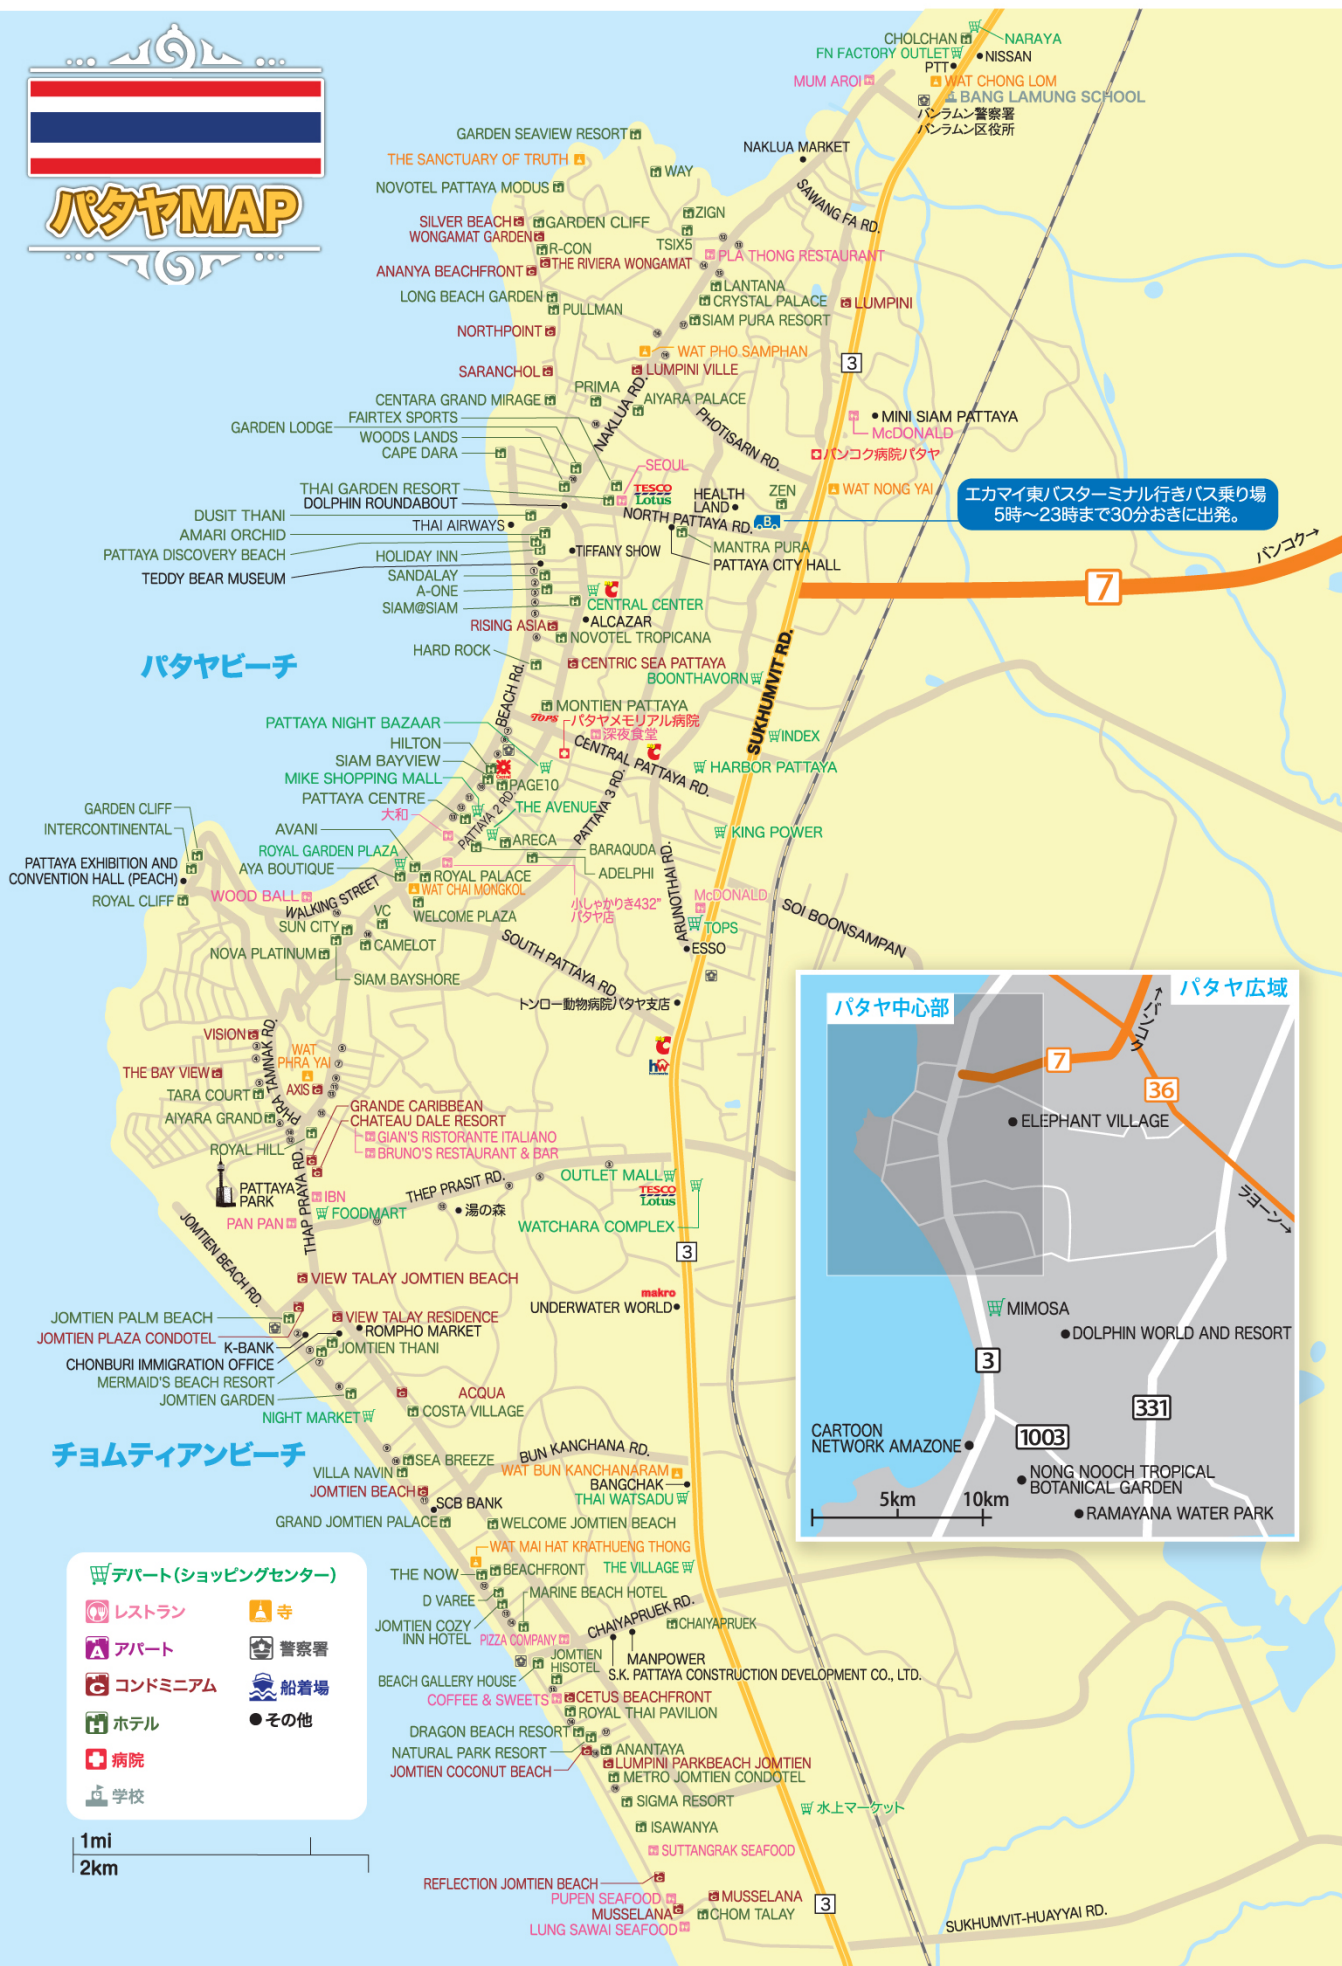 パタヤMAP
CHOLCHAN
NARAYA
FN FACTORY OUTLET
NISSAN
PTT
MUM AROI
WAT CHONG LOM
BANG LAMUNG SCHOOL
バンラムン警察署
バンラムン区役所
GARDEN SEAVIEW RESORT
NAKLUA MARKET
THE SANCTUARY OF TRUTH
WAY
NOVOTEL PATTAYA MODUS
SAWANG FA RD.
ZIGN
SILVER BEACH
GARDEN CLIFF
WONGAMAT GARDEN
TSIX5
R-CON
PLA THONG RESTAURANT
THE RIVIERA WONGAMAT
ANANYA BEACHFRONT
LANTANA
LONG BEACH GARDEN
CRYSTAL PALACE
LUMPINI
PULLMAN
SIAM PURA RESORT
NORTHPOINT
WAT PHO SAMPHAN
3
SARANCHOL
LUMPINI VILLE
PRIMA
NAKLUA RD.
CENTARA GRAND MIRAGE
AIYARA PALACE
FAIRTEX SPORTS
PHOTISARN RD.
MINI SIAM PATTAYA
GARDEN LODGE
McDONALD
WOODS LANDS
CAPE DARA
バンコク病院パタヤ
SEOUL
THAI GARDEN RESORT
TESCO
Lotus
HEALTH
LAND
ZEN
WAT NONG YAI
DOLPHIN ROUNDABOUT
エカマイ東バスターミナル行きバス乗り場
5時～23時まで30分おきに出発。
DUSIT THANI
NORTH PATTAYA RD.
B
THAI AIRWAYS
AMARI ORCHID
MANTRA PURA
バンコク→
PATTAYA DISCOVERY BEACH
HOLIDAY INN
TIFFANY SHOW
PATTAYA CITY HALL
TEDDY BEAR MUSEUM
SANDALAY
7
A-ONE
SIAM@SIAM
CENTRAL CENTER
RISING ASIA
ALCAZAR
NOVOTEL TROPICANA
パタヤビーチ
HARD ROCK
CENTRIC SEA PATTAYA
BOONTHAVORN
SUKHUMVIT RD.
BEACH Rd.
MONTIEN PATTAYA
PATTAYA NIGHT BAZAAR
TOPS
パタヤメモリアル病院
深夜食堂
INDEX
HILTON
CENTRAL PATTAYA RD.
SIAM BAYVIEW
HARBOR PATTAYA
MIKE SHOPPING MALL
PAGE10
PATTAYA CENTRE
PATTAYA 2 RD.
THE AVENUE
PATTAYA 3 RD.
GARDEN CLIFF
大和
INTERCONTINENTAL
AVANI
KING POWER
ARECA
BARAQUDA
ROYAL GARDEN PLAZA
PATTAYA EXHIBITION AND
CONVENTION HALL (PEACH)
AYA BOUTIQUE
ROYAL PALACE
ADELPHI
ARUNOTHAI RD.
WAT CHAI MONGKOL
ROYAL CLIFF
WOOD BALL
WALKING STREET
McDONALD
小しゃかりき432"
パタヤ店
VC
WELCOME PLAZA
SOI BOONSAMPAN
SUN CITY
TOPS
NOVA PLATINUM
CAMELOT
SOUTH PATTAYA RD
ESSO
SIAM BAYSHORE
トンロー動物病院パタヤ支店
VISION
PHRA TAMNAK RD.
WAT
PHRA YAI
hw
THE BAY VIEW
AXIS
TARA COURT
GRANDE CARIBBEAN
AIYARA GRAND
CHATEAU DALE RESORT
GIAN'S RISTORANTE ITALIANO
ROYAL HILL
BRUNO'S RESTAURANT & BAR
THAP PRAYA RD.
THEP PRASIT RD.
OUTLET MALL
PATTAYA
PARK
IBN
TESCO
Lotus
FOODMART
湯の森
PAN PAN
WATCHARA COMPLEX
JOMTIEN BEACH RD.
3
VIEW TALAY JOMTIEN BEACH
makro
UNDERWATER WORLD
JOMTIEN PALM BEACH
VIEW TALAY RESIDENCE
JOMTIEN PLAZA CONDOTEL
ROMPHO MARKET
K-BANK
JOMTIEN THANI
CHONBURI IMMIGRATION OFFICE
MERMAID'S BEACH RESORT
JOMTIEN GARDEN
ACQUA
NIGHT MARKET
COSTA VILLAGE
チョムティアンビーチ
BUN KANCHANA RD.
SEA BREEZE
VILLA NAVIN
WAT BUN KANCHANARAM
JOMTIEN BEACH
BANGCHAK
SCB BANK
THAI WATSADU
GRAND JOMTIEN PALACE
WELCOME JOMTIEN BEACH
WAT MAI HAT KRATHUENG THONG
THE NOW
BEACHFRONT
THE VILLAGE
D VAREE
MARINE BEACH HOTEL
CHAIYAPRUEK RD.
CHAIYAPRUEK
JOMTIEN COZY
INN HOTEL
PIZZA COMPANY
JOMTIEN
HISOTEL
MANPOWER
S.K. PATTAYA CONSTRUCTION DEVELOPMENT CO., LTD.
BEACH GALLERY HOUSE
COFFEE & SWEETS
CETUS BEACHFRONT
ROYAL THAI PAVILION
DRAGON BEACH RESORT
NATURAL PARK RESORT
ANANTAYA
JOMTIEN COCONUT BEACH
LUMPINI PARKBEACH JOMTIEN
METRO JOMTIEN CONDOTEL
SIGMA RESORT
水上マーケット
ISAWANYA
SUTTANGRAK SEAFOOD
REFLECTION JOMTIEN BEACH
PUPEN SEAFOOD
MUSSELANA
MUSSELANA
CHOM TALAY
3
LUNG SAWAI SEAFOOD
SUKHUMVIT-HUAYYAI RD.
パタヤ中心部
パタヤ広域
→バンコク
7
36
ELEPHANT VILLAGE
ラヨーン→
MIMOSA
DOLPHIN WORLD AND RESORT
3
331
CARTOON
NETWORK AMAZONE
1003
NONG NOOCH TROPICAL
BOTANICAL GARDEN
5km
10km
RAMAYANA WATER PARK
デパート(ショッピングセンター)
レストラン
寺
アパート
警察署
コンドミニアム
船着場
ホテル
その他
病院
学校
1mi
2km